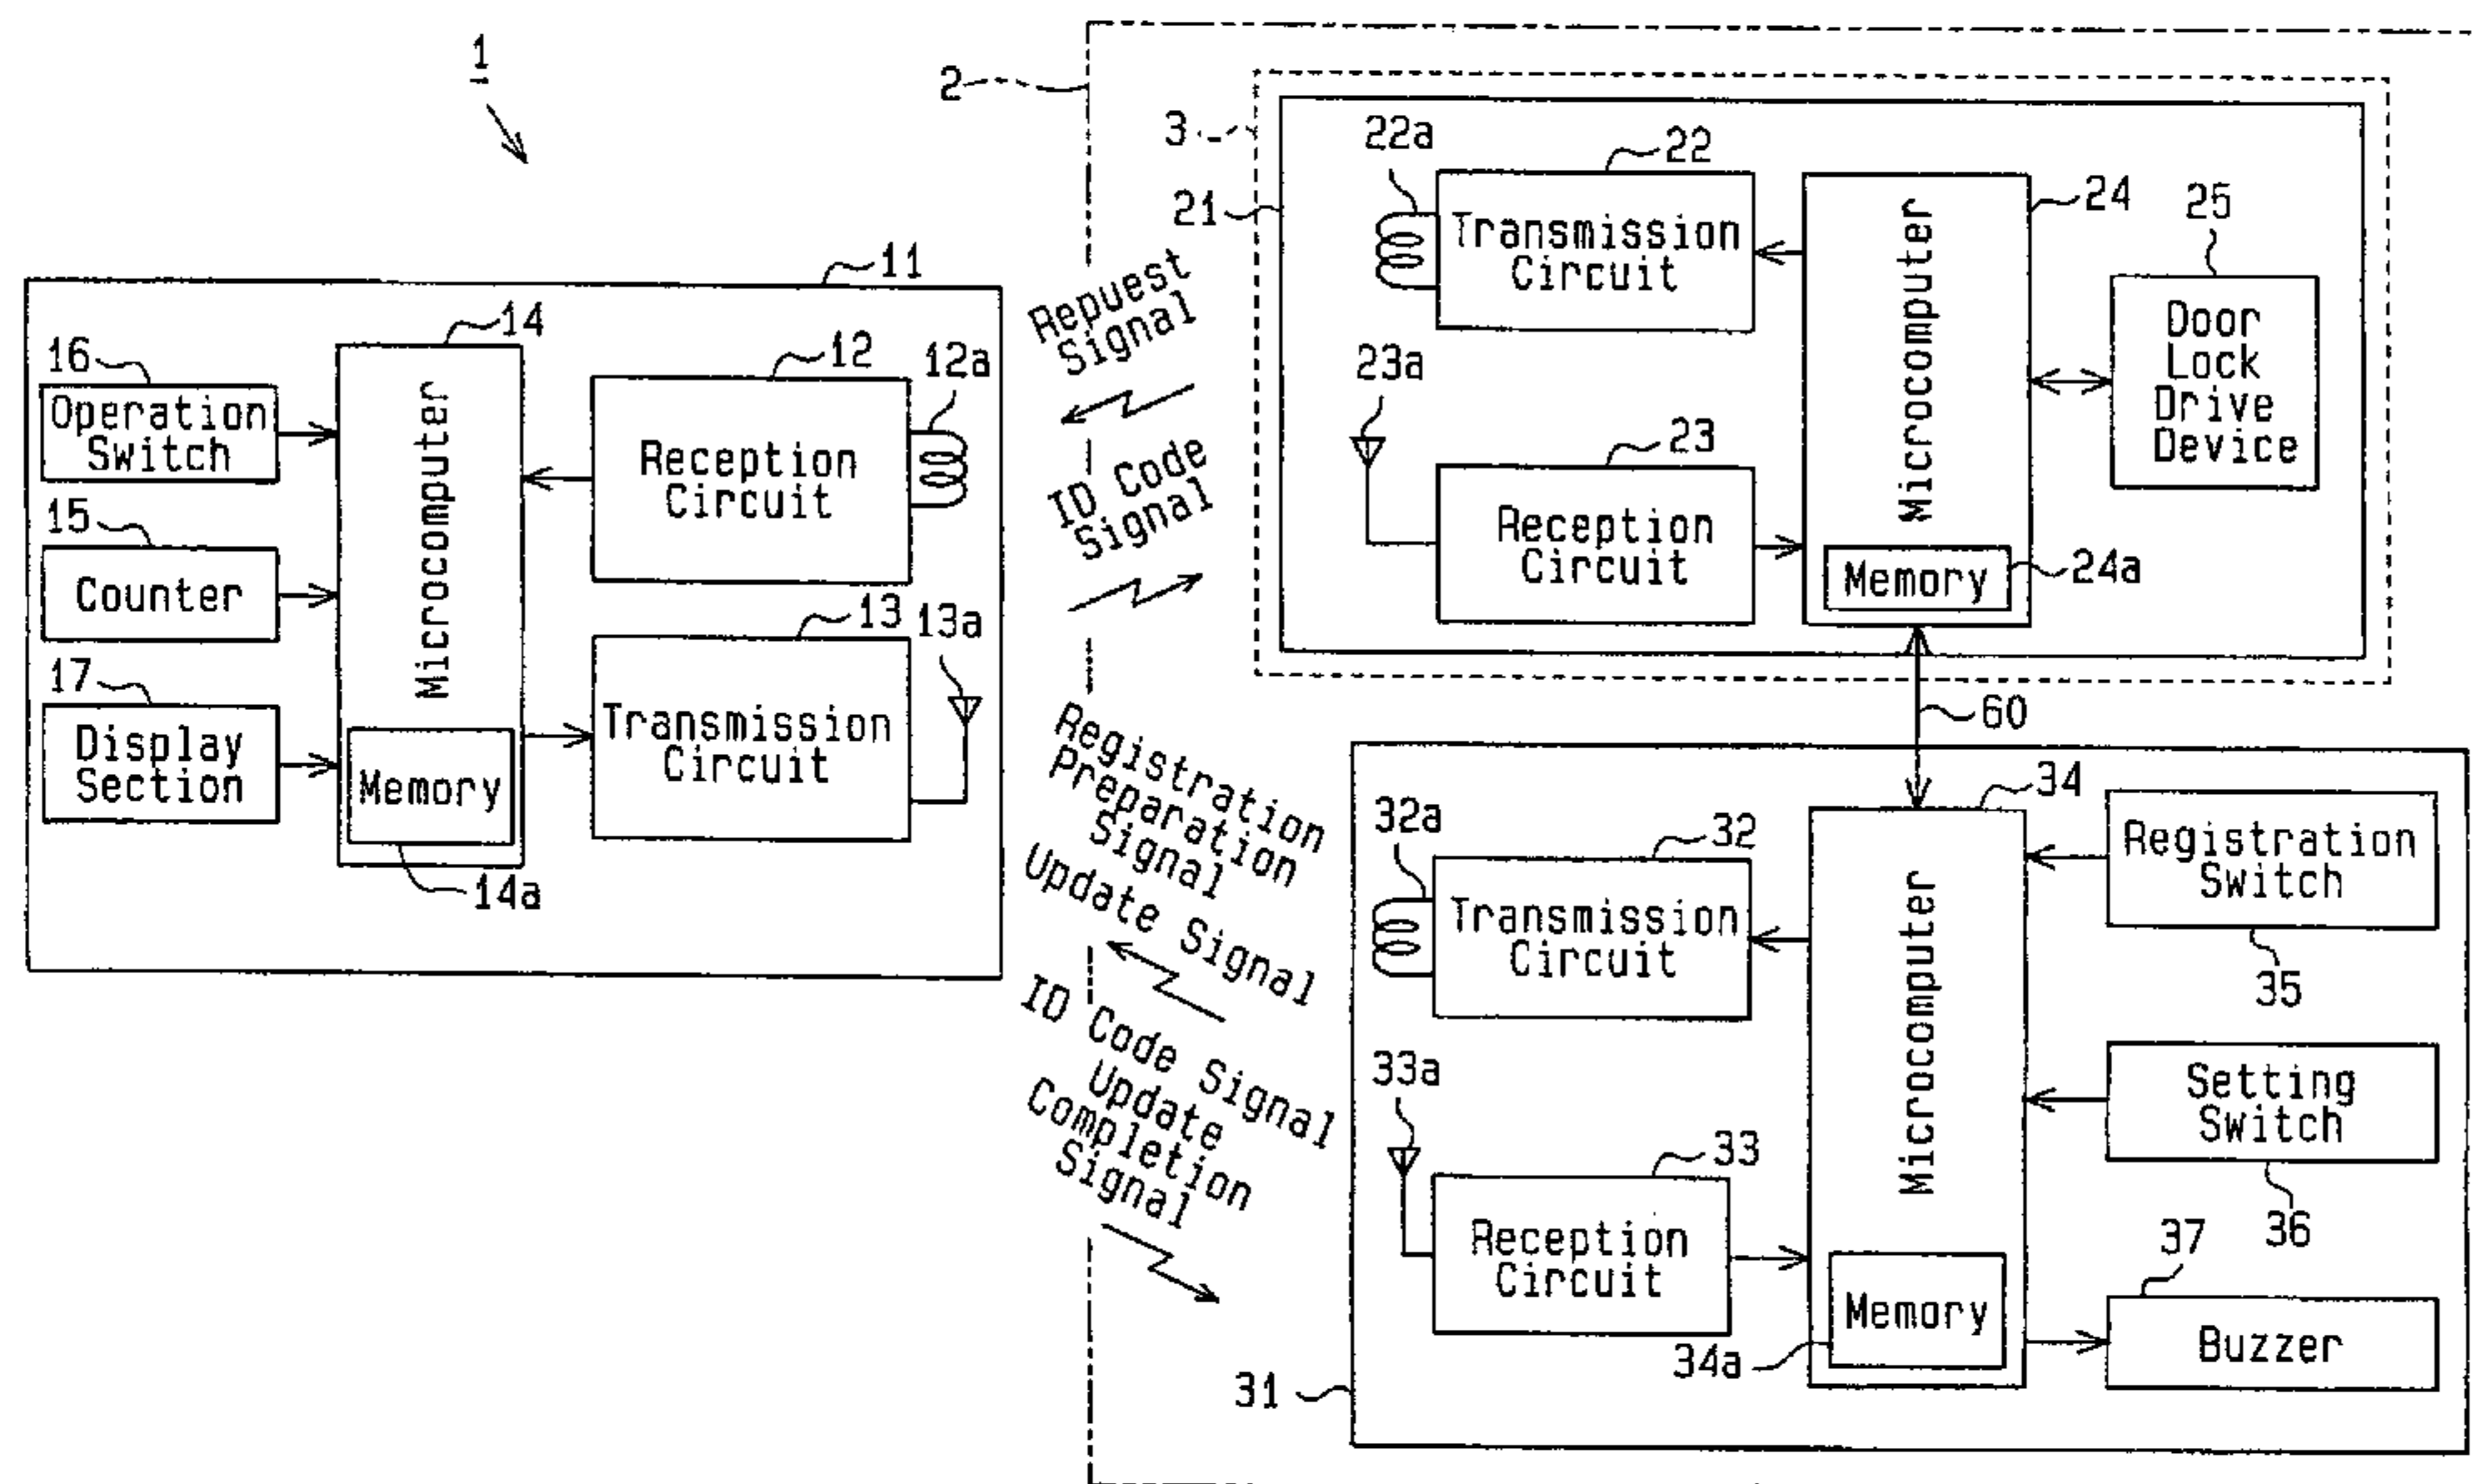 1
2
3
21
22a
22
Transmission
Circuit
24
Microcomputer
25
Door
Lock
Drive
Device
23a
23
Reception
Circuit
Memory
24a
11
14
Microcomputer
16
Operation
Switch
15
Counter
17
Display
Section
Memory
14a
12
12a
Reception
Circuit
13
13a
Transmission
Circuit
Repuest
Signal
ID Code
Signal
Registration
Preparation
Signal
Update Signal
ID Code Signal
Update
Completion
Signal
60
31
32a
32
Transmission
Circuit
34
Microcomputer
Registration
Switch
35
Setting
Switch
36
33a
33
Reception
Circuit
Memory
34a
37
Buzzer